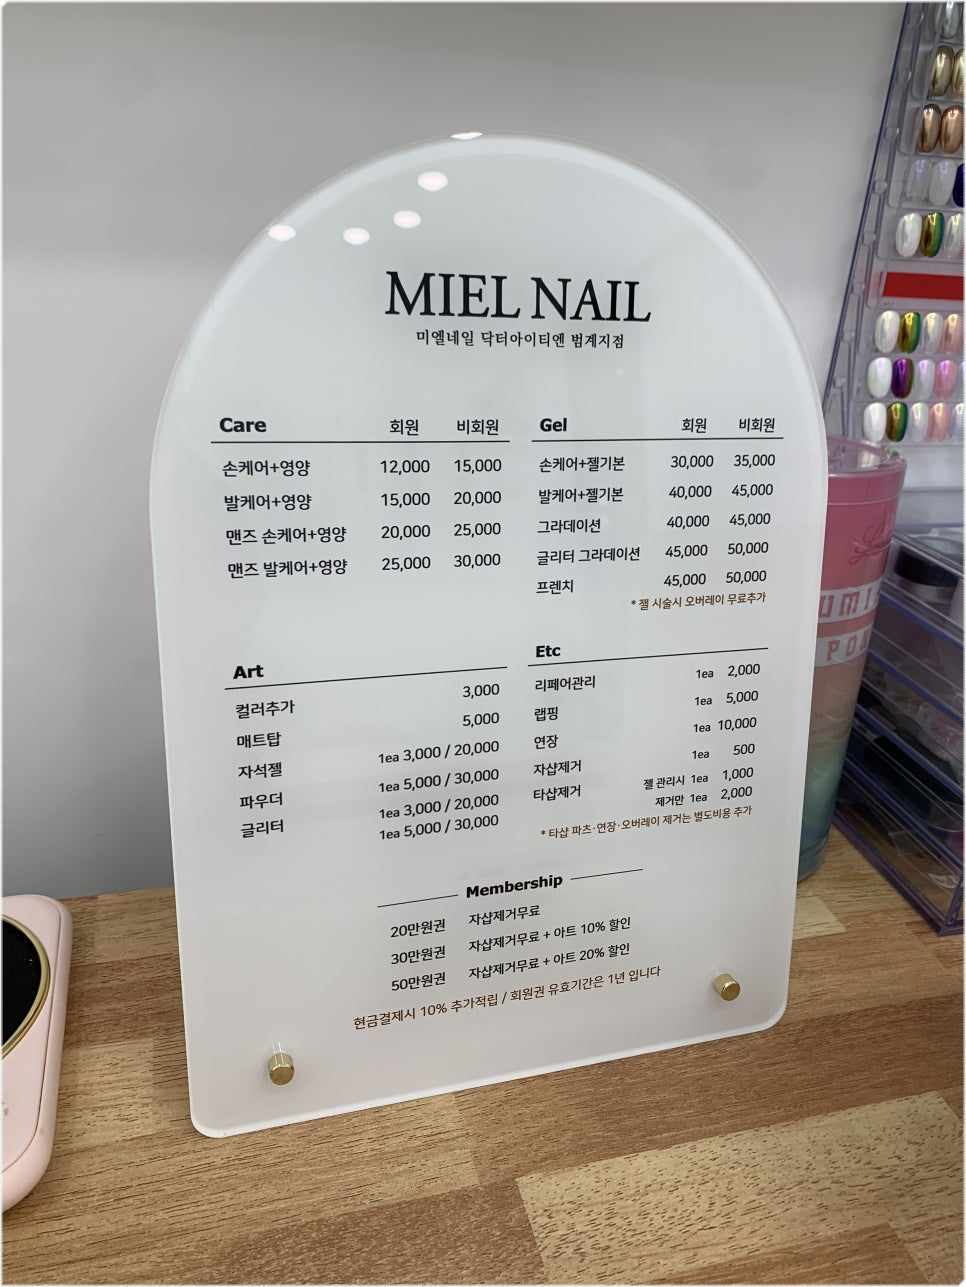 MIEL NAIL
미엘네일 닥터아이티엔 범계지점
Care 회원 비회원
손케어+영양 12,000 15,000
발케어+영양 15,000 20,000
맨즈 손케어+영양 20,000 25,000
맨즈 발케어+영양 25,000 30,000
Gel 회원 비회원
손케어+젤기본 30,000 35,000
발케어+젤기본 40,000 45,000
그라데이션 40,000 45,000
글리터 그라데이션 45,000 50,000
프렌치 45,000 50,000
* 젤 시술시 오버레이 무료추가
Art
컬러추가 3,000
매트탑 5,000
자석젤 1ea 3,000 / 20,000
파우더 1ea 5,000 / 30,000
글리터 1ea 3,000 / 20,000
1ea 5,000 / 30,000
Etc
리페어관리 1ea 2,000
랩핑 1ea 5,000
연장 1ea 10,000
자샵제거 1ea 500
타샵제거 젤 관리시 1ea 1,000
제거만 1ea 2,000
* 타샵 파츠·연장·오버레이 제거는 별도비용 추가
Membership
20만원권 자샵제거무료
30만원권 자샵제거무료 + 아트 10% 할인
50만원권 자샵제거무료 + 아트 20% 할인
현금결제시 10% 추가적립 / 회원권 유효기간은 1년 입니다